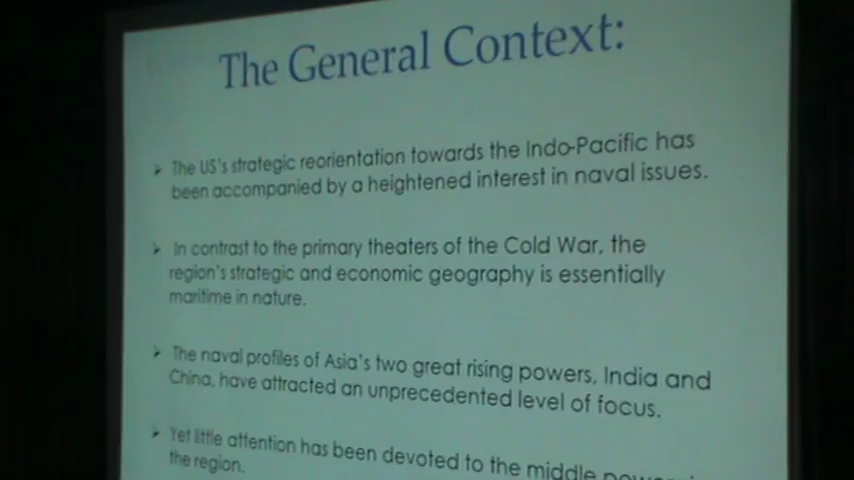 The General Context:
➢ The US's strategic reorientation towards the Indo-Pacific has
been accompanied by a heightened interest in naval issues.
➢ In contrast to the primary theaters of the Cold War, the
region's strategic and economic geography is essentially
maritime in nature.
➢ The naval profiles of Asia's two great rising powers, India and
China, have attracted an unprecedented level of focus.
➢ Yet little attention has been devoted to the middle
the region.